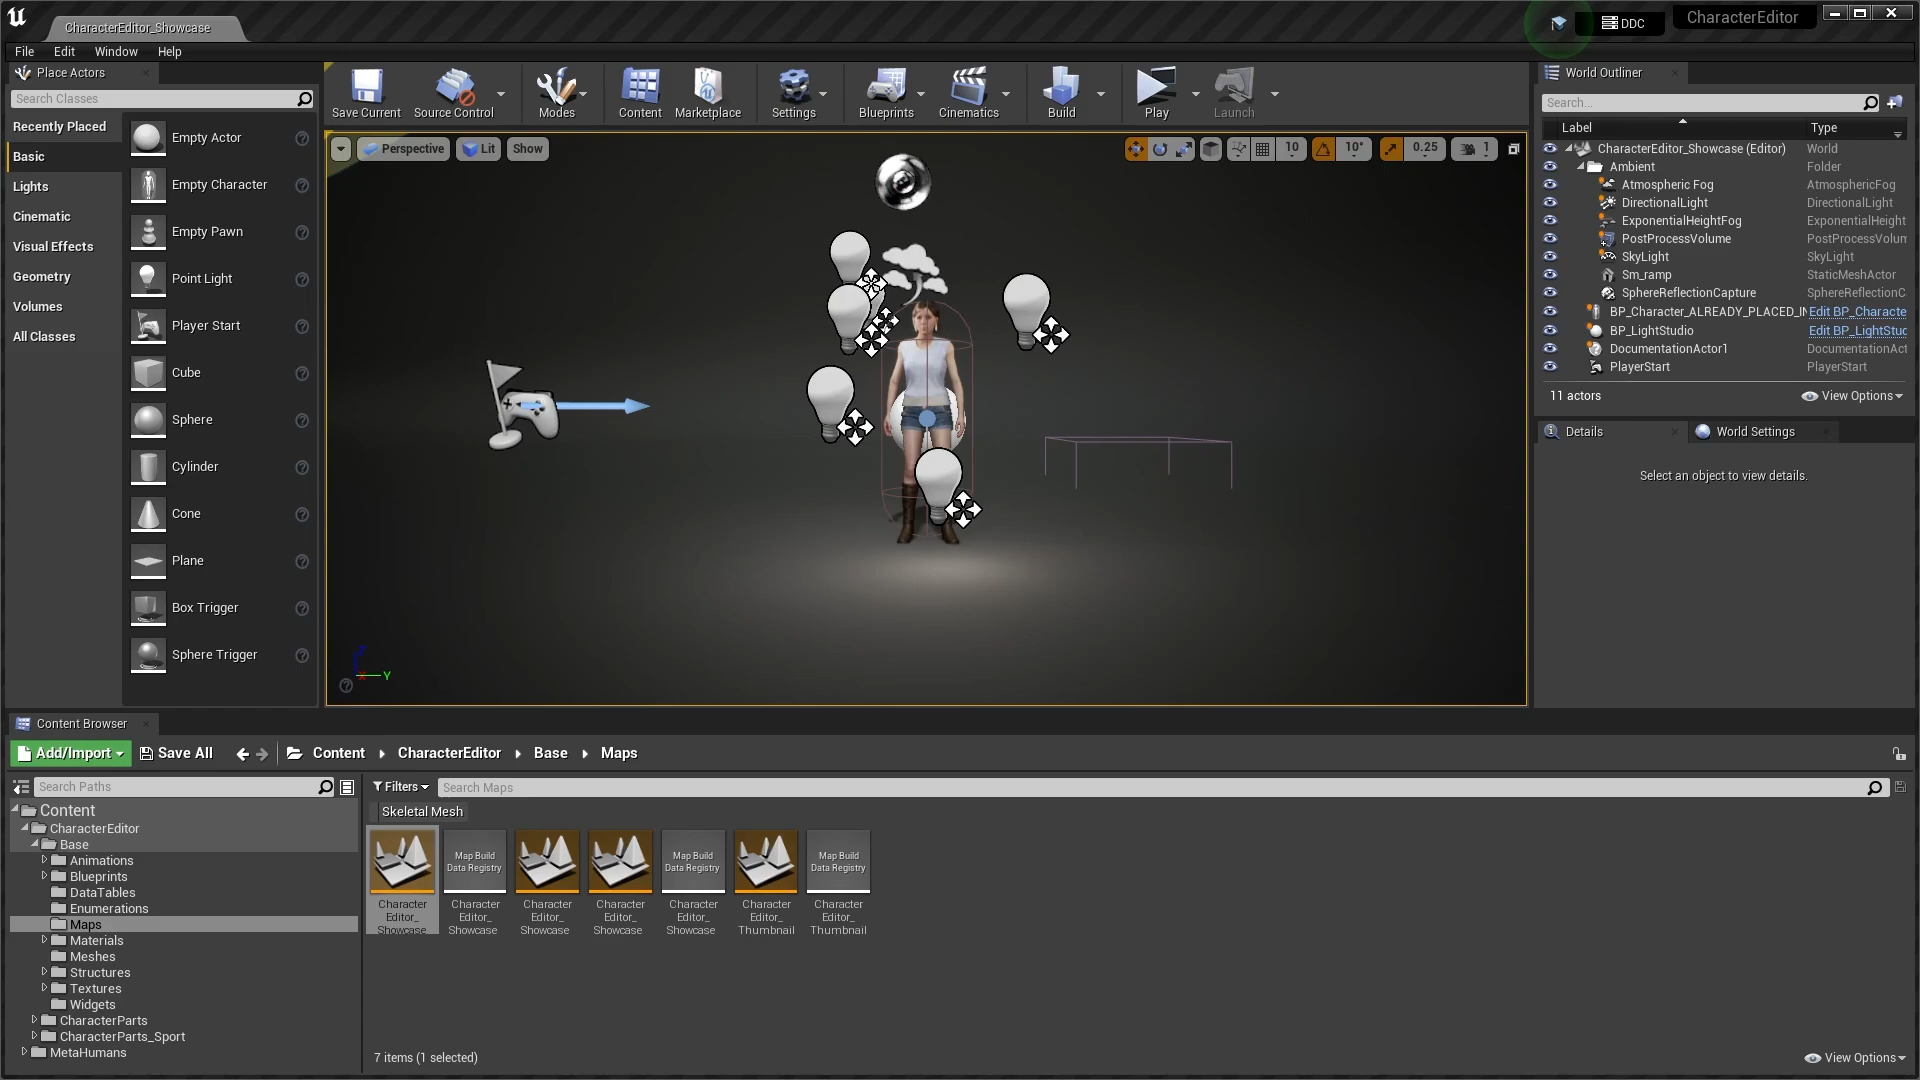 CharacterEditor_Showcase
DDC
CharacterEditor
File Edit Window Help
Place Actors
Search Classes
Recently Placed
Basic
Lights
Cinematic
Visual Effects
Geometry
Volumes
All Classes
Empty Actor
Empty Character
Empty Pawn
Point Light
Player Start
Cube
Sphere
Cylinder
Cone
Plane
Box Trigger
Sphere Trigger
Save Current
Source Control
Modes
Content
Marketplace
Settings
Blueprints
Cinematics
Build
Play
Launch
Perspective
Lit
Show
10
10°
0.25
1
Y
World Outliner
Search...
Label Type
CharacterEditor_Showcase (Editor) World
Ambient Folder
Atmospheric Fog AtmosphericFog
DirectionalLight DirectionalLight
ExponentialHeightFog ExponentialHeight
PostProcessVolume PostProcessVolum
SkyLight SkyLight
Sm_ramp StaticMeshActor
SphereReflectionCapture SphereReflectionC
BP_Character_ALREADY_PLACED_IN Edit BP_Characte
BP_LightStudio Edit BP_LightStud
DocumentationActor1 DocumentationAct
PlayerStart PlayerStart
11 actors
View Options
Details
World Settings
Select an object to view details.
Content Browser
Add/Import
Save All
Content CharacterEditor Base Maps
Search Paths
Content
CharacterEditor
Base
Animations
Blueprints
DataTables
Enumerations
Maps
Materials
Meshes
Structures
Textures
Widgets
CharacterParts
CharacterParts_Sport
MetaHumans
Filters
Search Maps
Skeletal Mesh
Character
Editor_
Showcase
Map Build
Data Registry
Character
Editor_
Showcase
Character
Editor_
Showcase
Character
Editor_
Showcase
Map Build
Data Registry
Character
Editor_
Showcase
Character
Editor_
Thumbnail
Map Build
Data Registry
Character
Editor_
Thumbnail
7 items (1 selected)
View Options